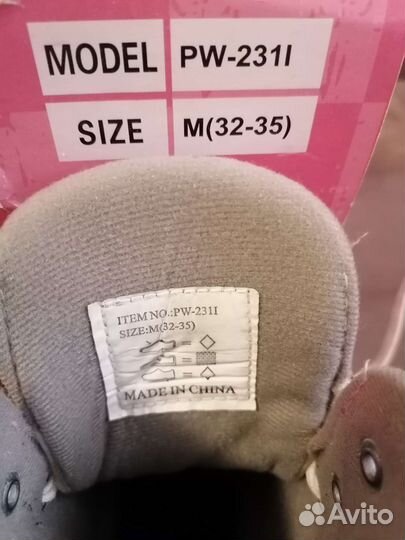 MODEL PW-231I
SIZE M(32-35)
ITEM NO.:PW-231I
SIZE:M(32-35)
MADE IN CHINA
Avito